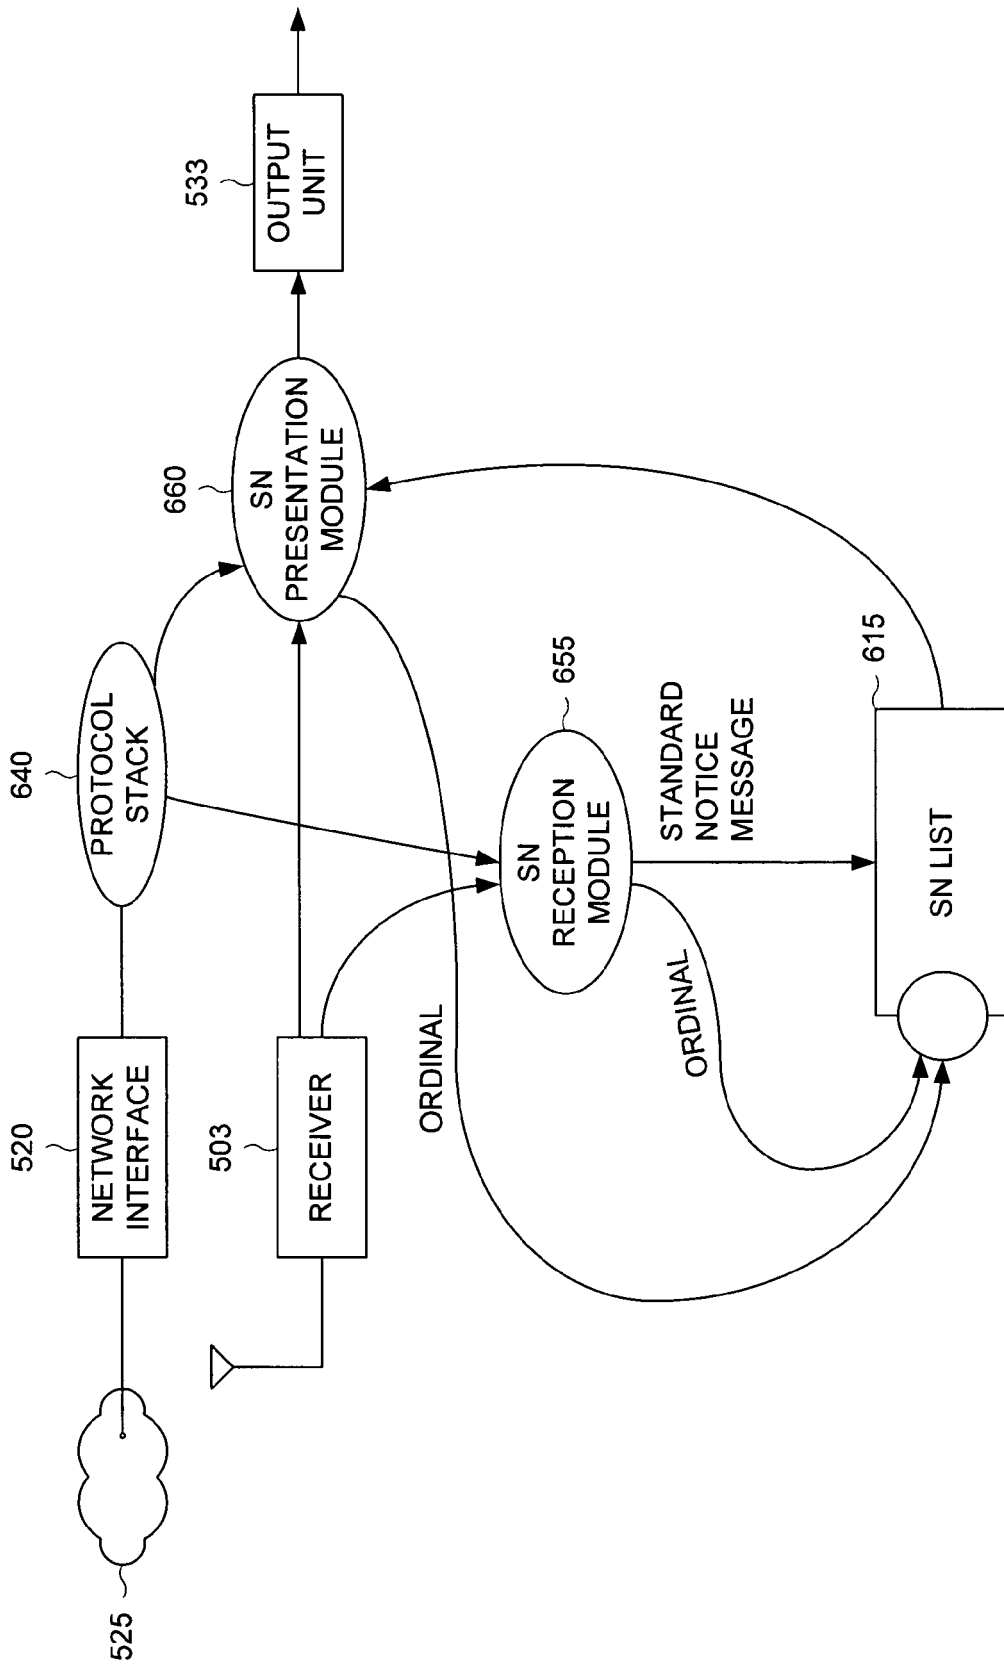 525
520
NETWORK
INTERFACE
640
PROTOCOL
STACK
503
RECEIVER
660
SN
PRESENTATION
MODULE
533
OUTPUT
UNIT
ORDINAL
655
SN
RECEPTION
MODULE
ORDINAL
STANDARD
NOTICE
MESSAGE
615
SN LIST